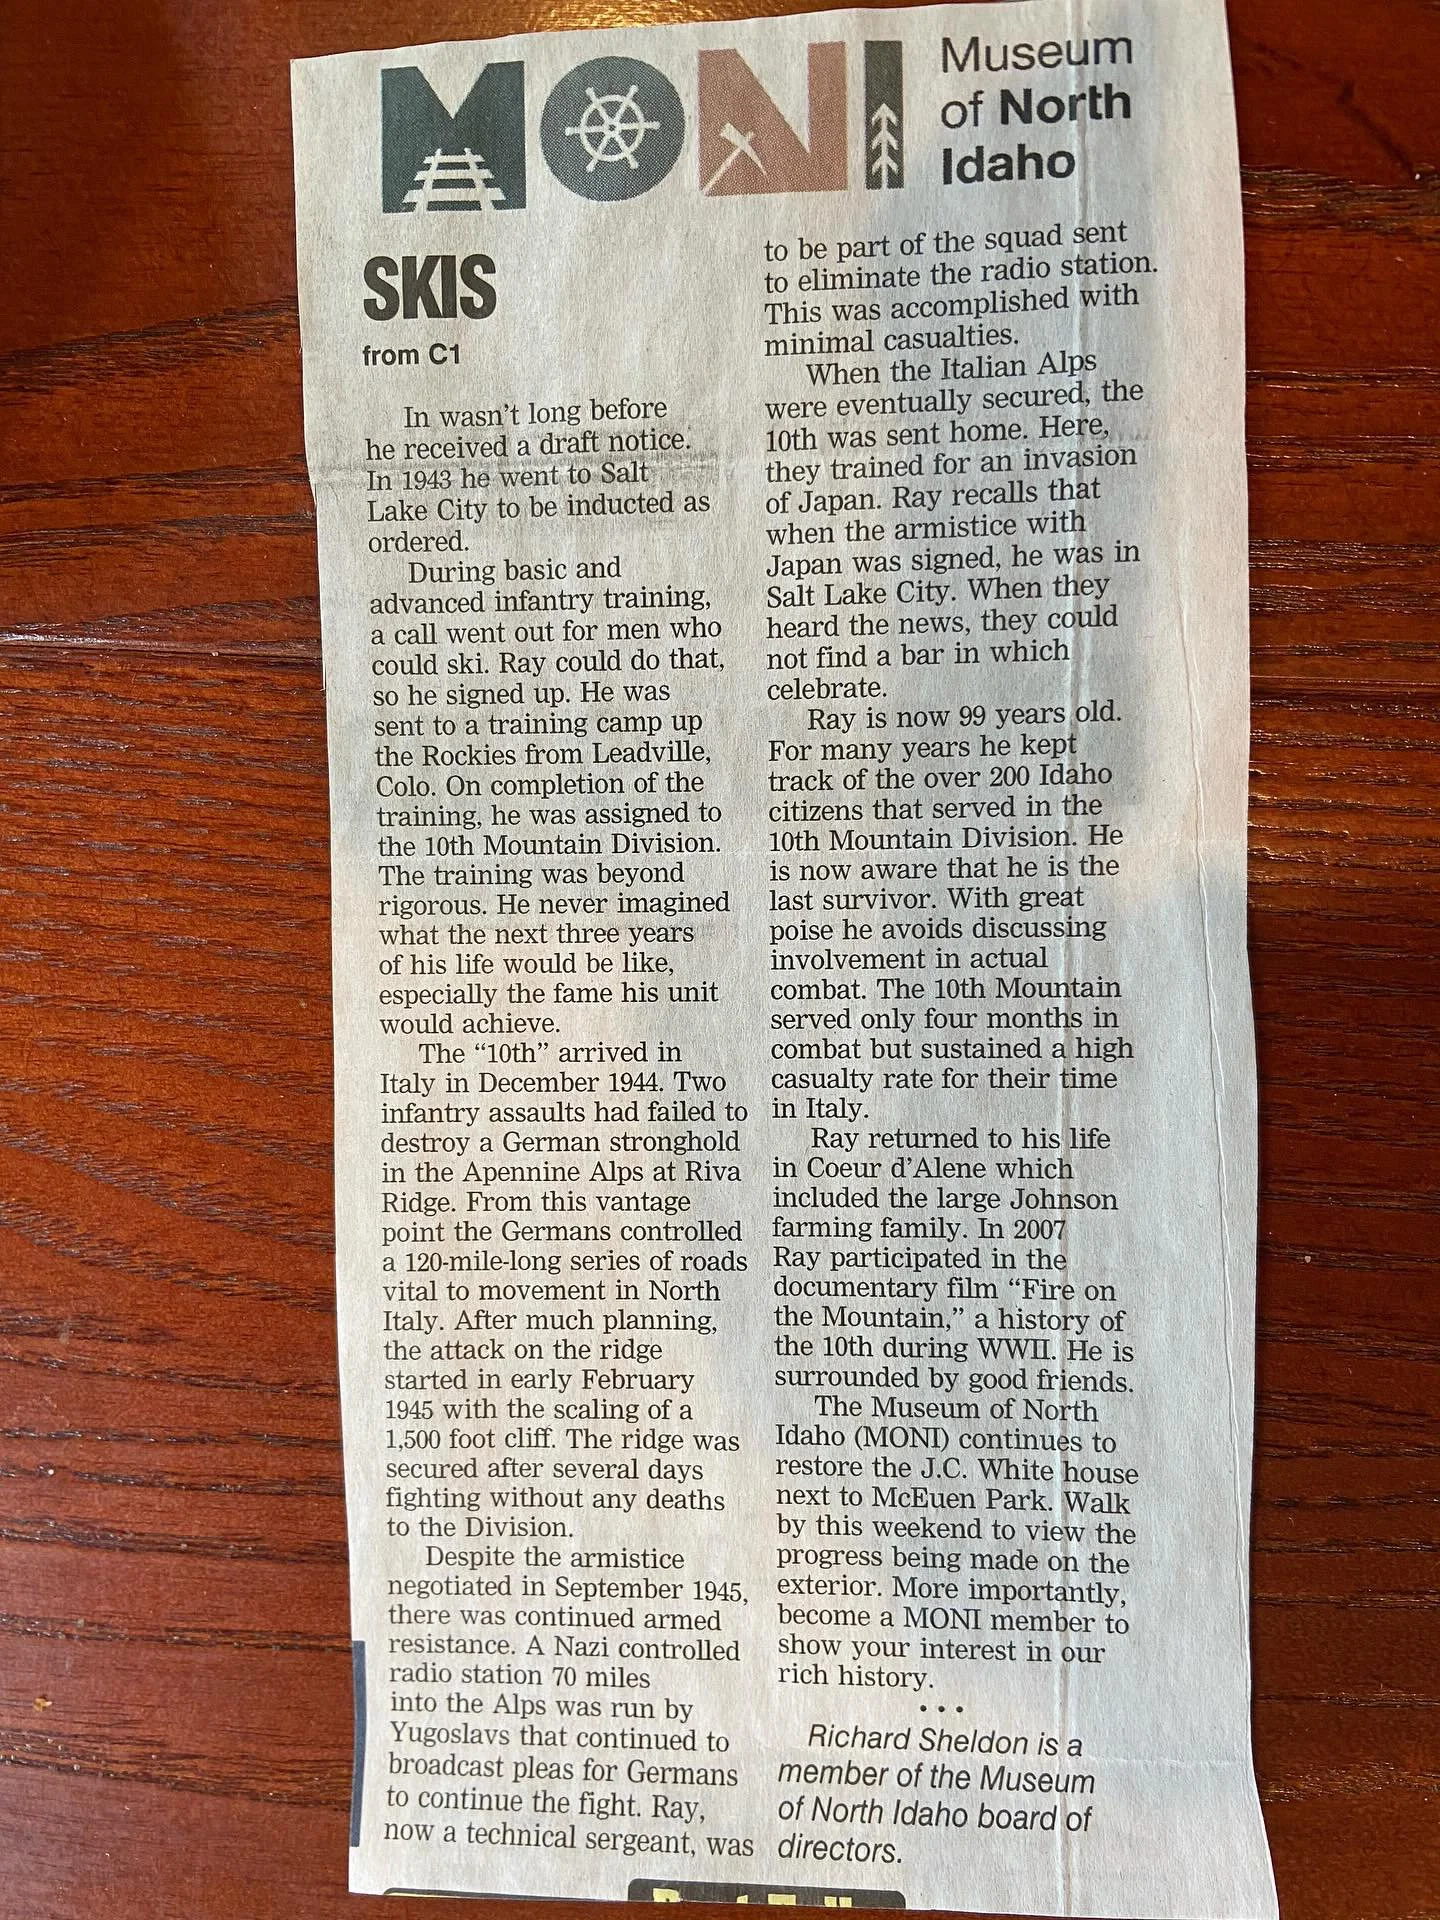 MONI
Museum
of North
Idaho
SKIS
from C1
In wasn't long before
he received a draft notice.
In 1943 he went to Salt
Lake City to be inducted as
ordered.
During basic and
advanced infantry training,
a call went out for men who
could ski. Ray could do that,
so he signed up. He was
sent to a training camp up
the Rockies from Leadville,
Colo. On completion of the
training, he was assigned to
the 10th Mountain Division.
The training was beyond
rigorous. He never imagined
what the next three years
of his life would be like,
especially the fame his unit
would achieve.
The “10th” arrived in
Italy in December 1944. Two
infantry assaults had failed to
destroy a German stronghold
in the Apennine Alps at Riva
Ridge. From this vantage
point the Germans controlled
a 120-mile-long series of roads
vital to movement in North
Italy. After much planning,
the attack on the ridge
started in early February
1945 with the scaling of a
1,500 foot cliff. The ridge was
secured after several days
fighting without any deaths
to the Division.
Despite the armistice
negotiated in September 1945,
there was continued armed
resistance. A Nazi controlled
radio station 70 miles
into the Alps was run by
Yugoslavs that continued to
broadcast pleas for Germans
to continue the fight. Ray,
now a technical sergeant, was
to be part of the squad sent
to eliminate the radio station.
This was accomplished with
minimal casualties.
When the Italian Alps
were eventually secured, the
10th was sent home. Here,
they trained for an invasion
of Japan. Ray recalls that
when the armistice with
Japan was signed, he was in
Salt Lake City. When they
heard the news, they could
not find a bar in which
celebrate.
Ray is now 99 years old.
For many years he kept
track of the over 200 Idaho
citizens that served in the
10th Mountain Division. He
is now aware that he is the
last survivor. With great
poise he avoids discussing
involvement in actual
combat. The 10th Mountain
served only four months in
combat but sustained a high
casualty rate for their time
in Italy.
Ray returned to his life
in Coeur d'Alene which
included the large Johnson
farming family. In 2007
Ray participated in the
documentary film “Fire on
the Mountain,” a history of
the 10th during WWII. He is
surrounded by good friends.
The Museum of North
Idaho (MONI) continues to
restore the J.C. White house
next to McEuen Park. Walk
by this weekend to view the
progress being made on the
exterior. More importantly,
become a MONI member to
show your interest in our
rich history.
• • •
Richard Sheldon is a
member of the Museum
of North Idaho board of
directors.